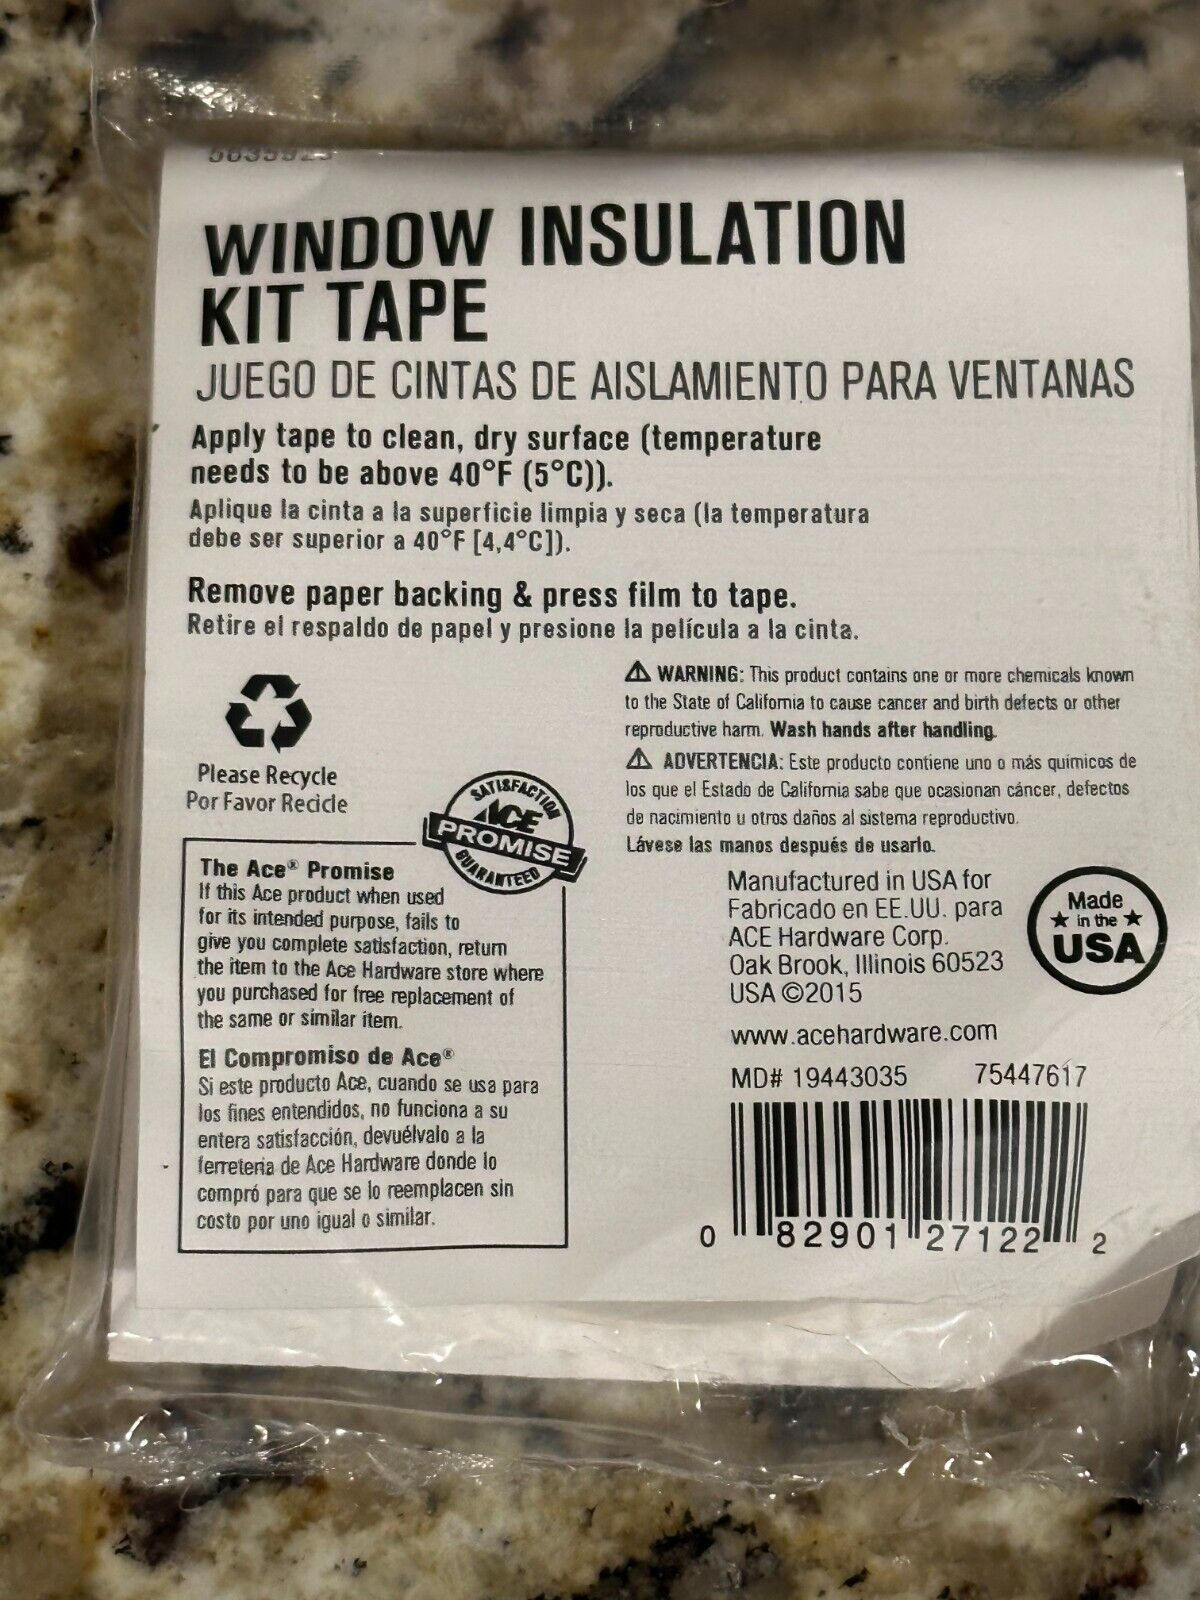 WINDOW INSULATION
KIT TAPE
JUEGO DE CINTAS DE AISLAMIENTO PARA VENTANAS
Apply tape to clean, dry surface (temperature
needs to be above 40°F (5°C)).
Aplique la cinta a la superficie limpia y seca (la temperatura
debe ser superior a 40°F [4,4°C]).
Remove paper backing & press film to tape.
Retire el respaldo de papel y presione la película a la cinta.
Please Recycle
Por Favor Recicle
SATISFACTION
ACE
PROMISE
GUARANTEED
The Ace® Promise
If this Ace product when used
for its intended purpose, fails to
give you complete satisfaction, return
the item to the Ace Hardware store where
you purchased for free replacement of
the same or similar item.
El Compromiso de Ace®
Si este producto Ace, cuando se usa para
los fines entendidos, no funciona a su
entera satisfacción, devuélvalo a la
ferreteria de Ace Hardware donde lo
compró para que se lo reemplacen sin
costo por uno igual o similar.
⚠ WARNING: This product contains one or more chemicals known
to the State of California to cause cancer and birth defects or other
reproductive harm. Wash hands after handling.
⚠ ADVERTENCIA: Este producto contiene uno o más químicos de
los que el Estado de California sabe que ocasionan cáncer, defectos
de nacimiento u otros daños al sistema reproductivo.
Lávese las manos después de usarlo.
Manufactured in USA for
Fabricado en EE.UU. para
ACE Hardware Corp.
Oak Brook, Illinois 60523
USA ©2015
Made
★ in the ★
USA
www.acehardware.com
MD# 19443035 75447617
0 82901 27122 2